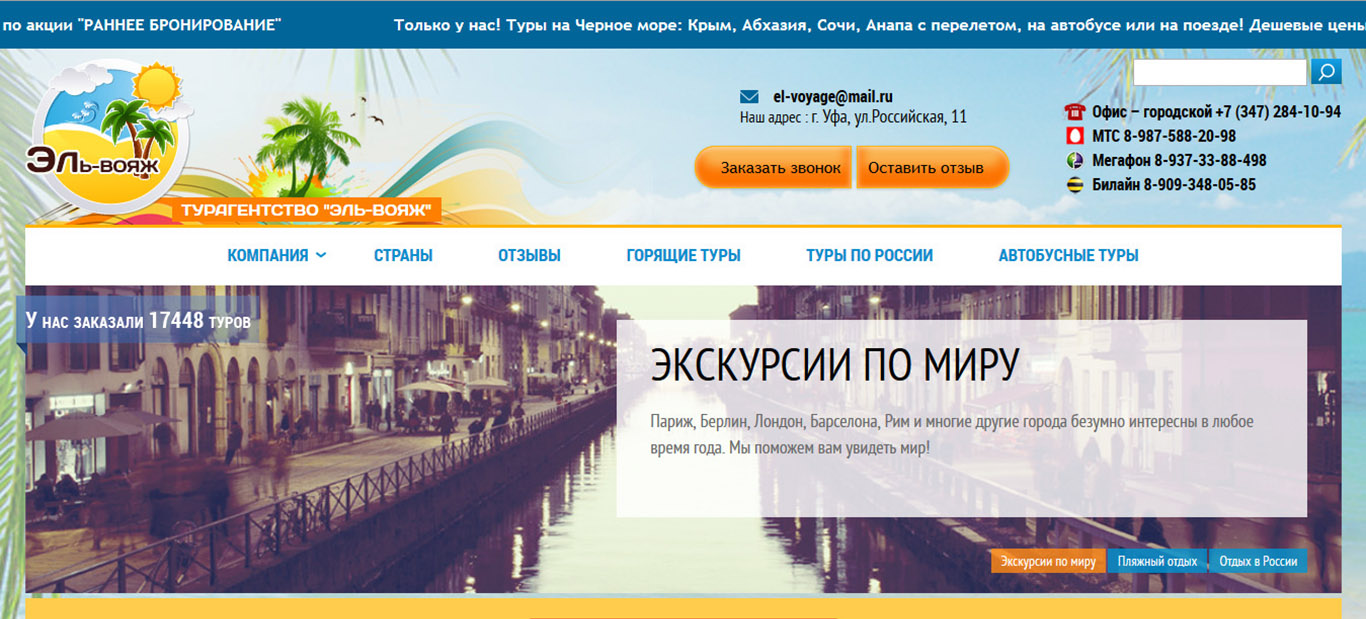 по акции "РАННЕЕ БРОНИРОВАНИЕ" Только у нас! Туры на Черное море: Крым, Абхазия, Сочи, Анапа с перелетом, на автобусе или на поезде! Дешевые цены
Эль-вояж
ТУРАГЕНТСТВО "ЭЛЬ-ВОЯЖ"
el-voyage@mail.ru
Наш адрес : г. Уфа, ул.Российская, 11
Заказать звонок
Оставить отзыв
Офис – городской +7 (347) 284-10-94
МТС 8-987-588-20-98
Мегафон 8-937-33-88-498
Билайн 8-909-348-05-85
КОМПАНИЯ СТРАНЫ ОТЗЫВЫ ГОРЯЩИЕ ТУРЫ ТУРЫ ПО РОССИИ АВТОБУСНЫЕ ТУРЫ
У нас заказали 17448 туров
ЭКСКУРСИИ ПО МИРУ
Париж, Берлин, Лондон, Барселона, Рим и многие другие города безумно интересны в любое
время года. Мы поможем вам увидеть мир!
Экскурсии по миру Пляжный отдых Отдых в России